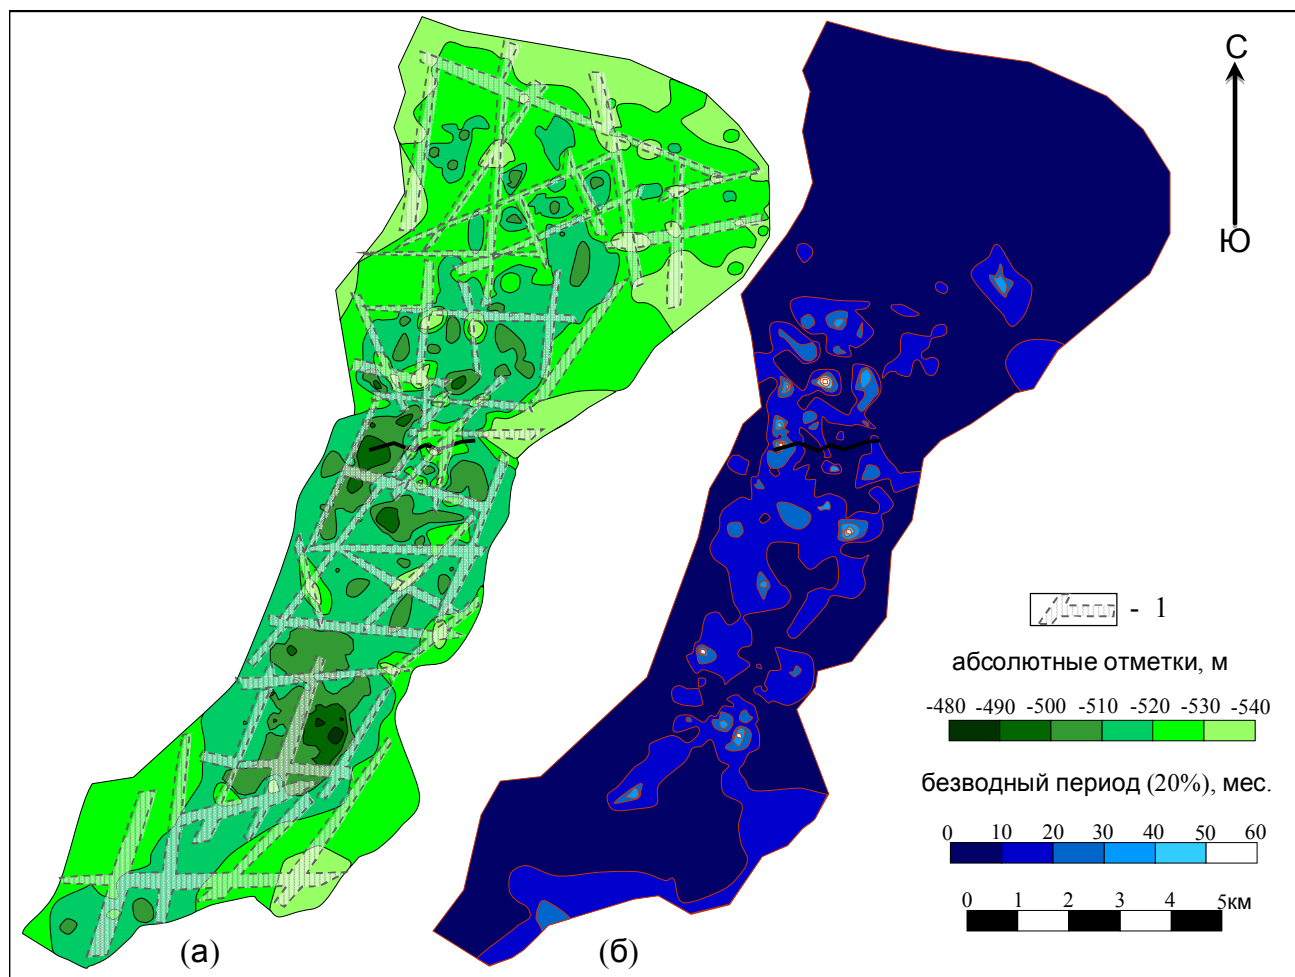 С
Ю
- 1
абсолютные отметки, м
-480 -490 -500 -510 -520 -530 -540
безводный период (20%), мес.
0 10 20 30 40 50 60
0 1 2 3 4 5км
(а) (б)